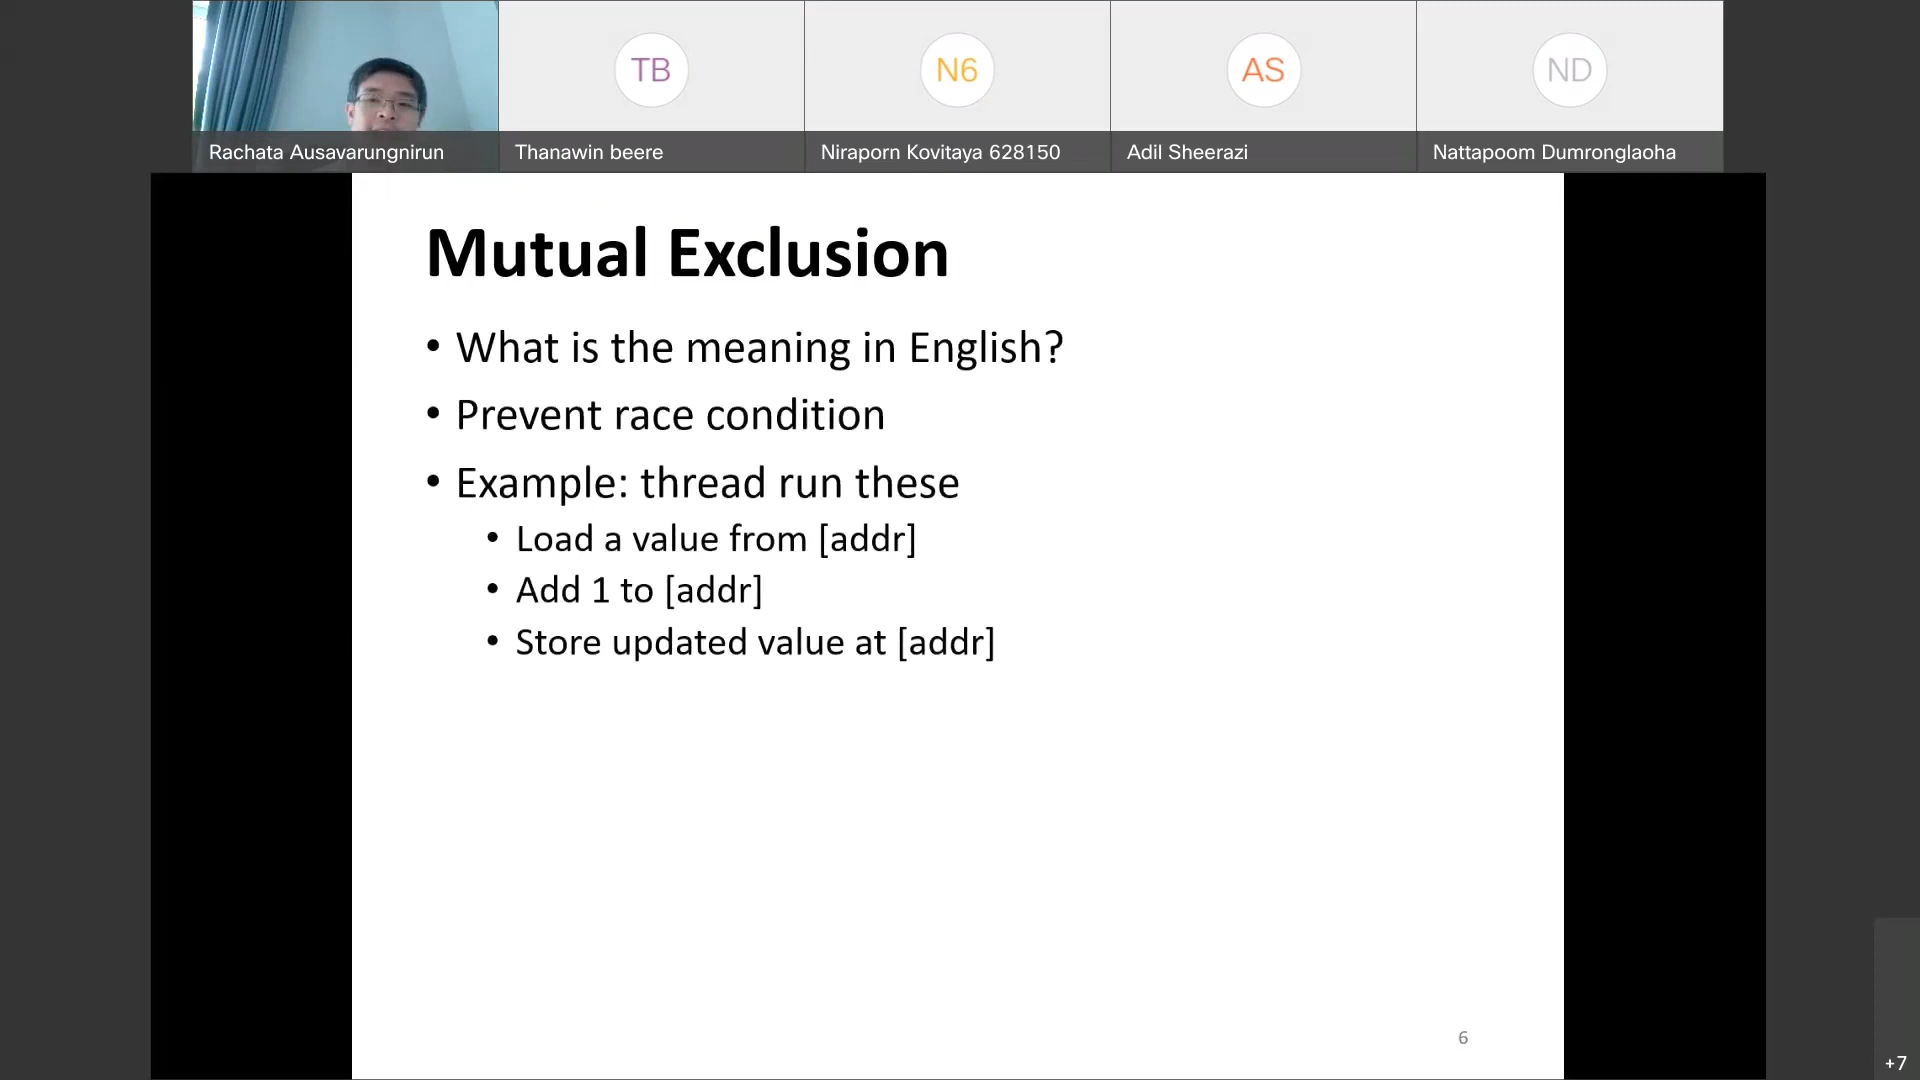 TB
N6
AS
ND
Rachata Ausavarungnirun
Thanawin beere
Niraporn Kovitaya 628150
Adil Sheerazi
Nattapoom Dumronglaoha
Mutual Exclusion
• What is the meaning in English?
• Prevent race condition
• Example: thread run these
• Load a value from [addr]
• Add 1 to [addr]
• Store updated value at [addr]
6
+7